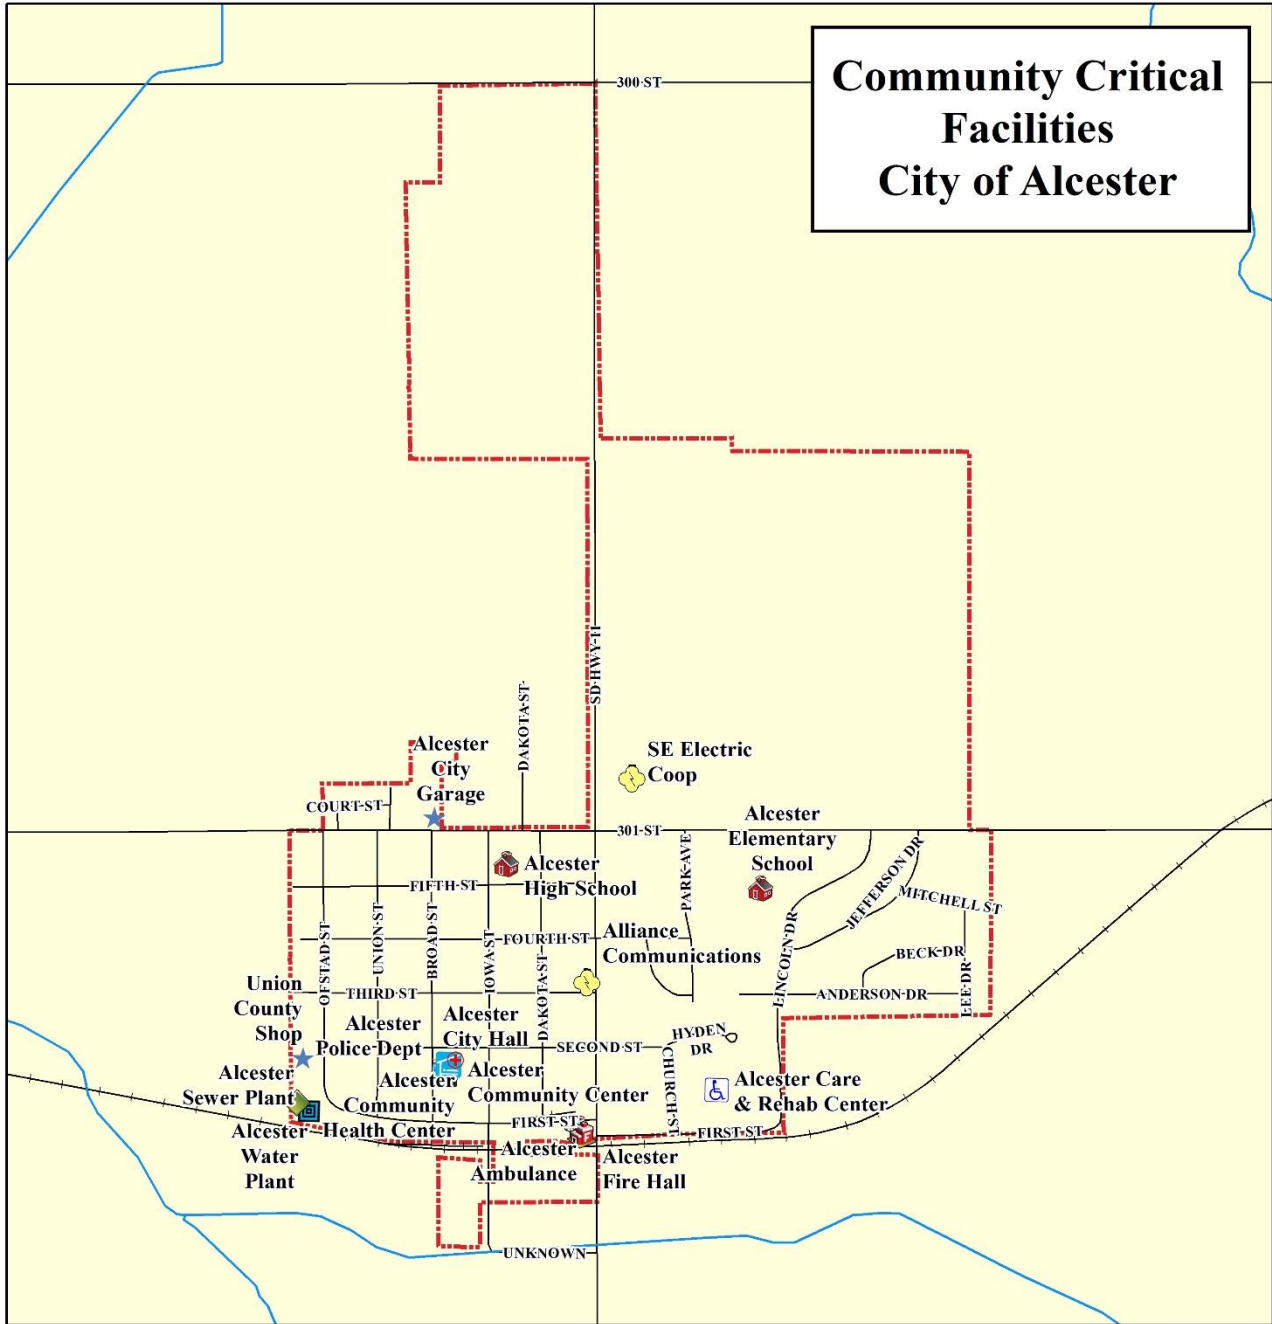 Community Critical
Facilities
City of Alcester
300 ST
SD HWY 11
DAKOTA ST
Alcester
City
Garage
SE Electric
Coop
COURT ST
301 ST
Alcester
Elementary
School
Alcester
High School
FIFTH ST
PARK AVE
JEFFERSON DR
MITCHELL ST
OFSTAD ST
UNION ST
BROAD ST
IOWA ST
DAKOTA ST
FOURTH ST
Alliance
Communications
LINCOLN DR
BECK DR
LEE DR
THIRD ST
ANDERSON DR
Union
County
Shop
Alcester
Police Dept
Alcester
City Hall
SECOND ST
HYDEN
DR
CHURCH ST
Alcester
Sewer Plant
Alcester
Community
Health Center
Alcester
Community Center
Alcester Care
& Rehab Center
FIRST ST
FIRST ST
Alcester
Water
Plant
Alcester
Ambulance
Alcester
Fire Hall
UNKNOWN